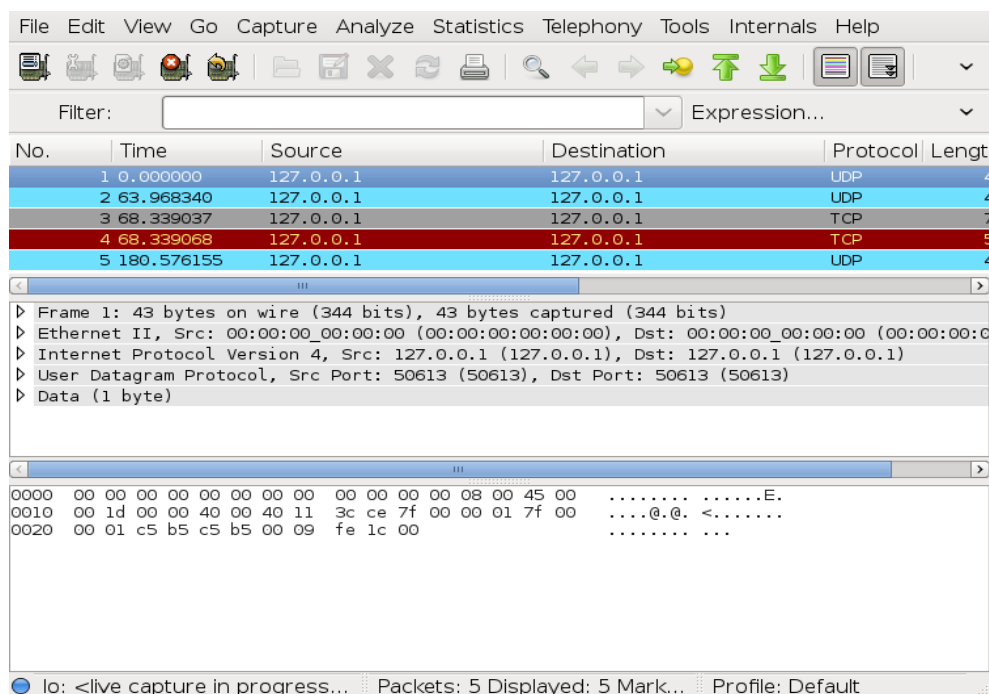 File Edit View Go Capture Analyze Statistics Telephony Tools Internals Help
Filter: Expression...
No. Time Source Destination Protocol Lengt
1 0.000000 127.0.0.1 127.0.0.1 UDP
2 63.968340 127.0.0.1 127.0.0.1 UDP
3 68.339037 127.0.0.1 127.0.0.1 TCP
4 68.339068 127.0.0.1 127.0.0.1 TCP
5 180.576155 127.0.0.1 127.0.0.1 UDP
Frame 1: 43 bytes on wire (344 bits), 43 bytes captured (344 bits)
Ethernet II, Src: 00:00:00_00:00:00 (00:00:00:00:00:00), Dst: 00:00:00_00:00:00 (00:00:0
Internet Protocol Version 4, Src: 127.0.0.1 (127.0.0.1), Dst: 127.0.0.1 (127.0.0.1)
User Datagram Protocol, Src Port: 50613 (50613), Dst Port: 50613 (50613)
Data (1 byte)
0000 00 00 00 00 00 00 00 00 00 00 00 00 08 00 45 00 ........ ......E.
0010 00 1d 00 00 40 00 40 11 3c ce 7f 00 00 01 7f 00 ....@.@. <.......
0020 00 01 c5 b5 c5 b5 00 09 fe 1c 00 ........ ...
lo: <live capture in progress... Packets: 5 Displayed: 5 Mark... Profile: Default